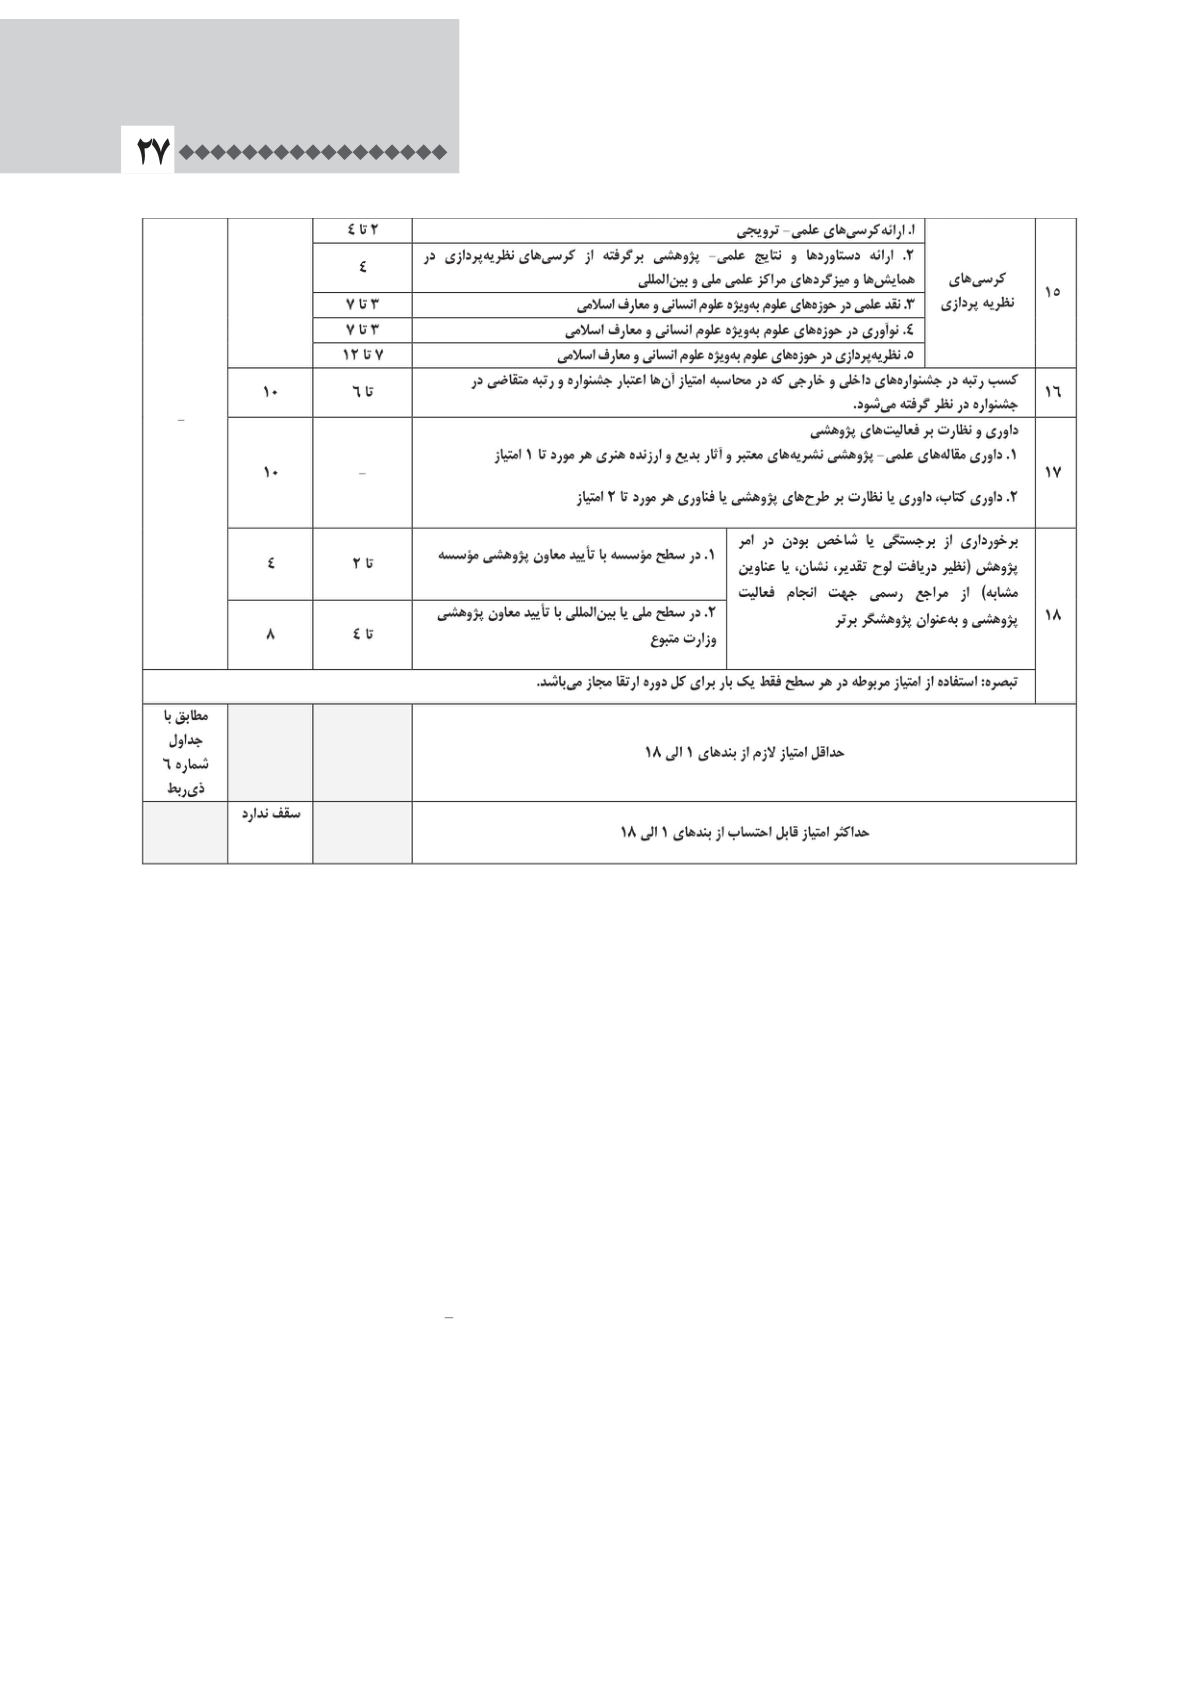 ۲۷
۱۵
کرسی‌های
نظریه پردازی
۱. ارائه کرسی‌های علمی- ترویجی
۲ تا ٤
۲. ارائه دستاوردها و نتایج علمی- پژوهشی برگرفته از کرسی‌های نظریه‌پردازی در
همایش‌ها و میزگردهای مراکز علمی ملی و بین‌المللی
٤
۳. نقد علمی در حوزه‌های علوم به‌ویژه علوم انسانی و معارف اسلامی
۳ تا ۷
٤. نوآوری در حوزه‌های علوم به‌ویژه علوم انسانی و معارف اسلامی
۳ تا ۷
۵. نظریه‌پردازی در حوزه‌های علوم به‌ویژه علوم انسانی و معارف اسلامی
۷ تا ۱۲
۱٦
کسب رتبه در جشنواره‌های داخلی و خارجی که در محاسبه امتیاز آن‌ها اعتبار جشنواره و رتبه متقاضی در
جشنواره در نظر گرفته می‌شود.
تا ٦
۱۰
–
۱۷
داوری و نظارت بر فعالیت‌های پژوهشی
۱. داوری مقاله‌های علمی- پژوهشی نشریه‌های معتبر و آثار بدیع و ارزنده هنری هر مورد تا ۱ امتیاز
۲. داوری کتاب، داوری یا نظارت بر طرح‌های پژوهشی یا فناوری هر مورد تا ۲ امتیاز
–
۱۰
۱۸
برخورداری از برجستگی یا شاخص بودن در امر
پژوهش (نظیر دریافت لوح تقدیر، نشان، یا عناوین
مشابه) از مراجع رسمی جهت انجام فعالیت
پژوهشی و به‌عنوان پژوهشگر برتر
۱. در سطح مؤسسه با تأیید معاون پژوهشی مؤسسه
تا ۲
٤
۲. در سطح ملی یا بین‌المللی با تأیید معاون پژوهشی
وزارت متبوع
تا ٤
۸
تبصره: استفاده از امتیاز مربوطه در هر سطح فقط یک بار برای کل دوره ارتقا مجاز می‌باشد.
حداقل امتیاز لازم از بندهای ۱ الی ۱۸
مطابق با
جداول
شماره ٦
ذی‌ربط
حداکثر امتیاز قابل احتساب از بندهای ۱ الی ۱۸
سقف ندارد
–